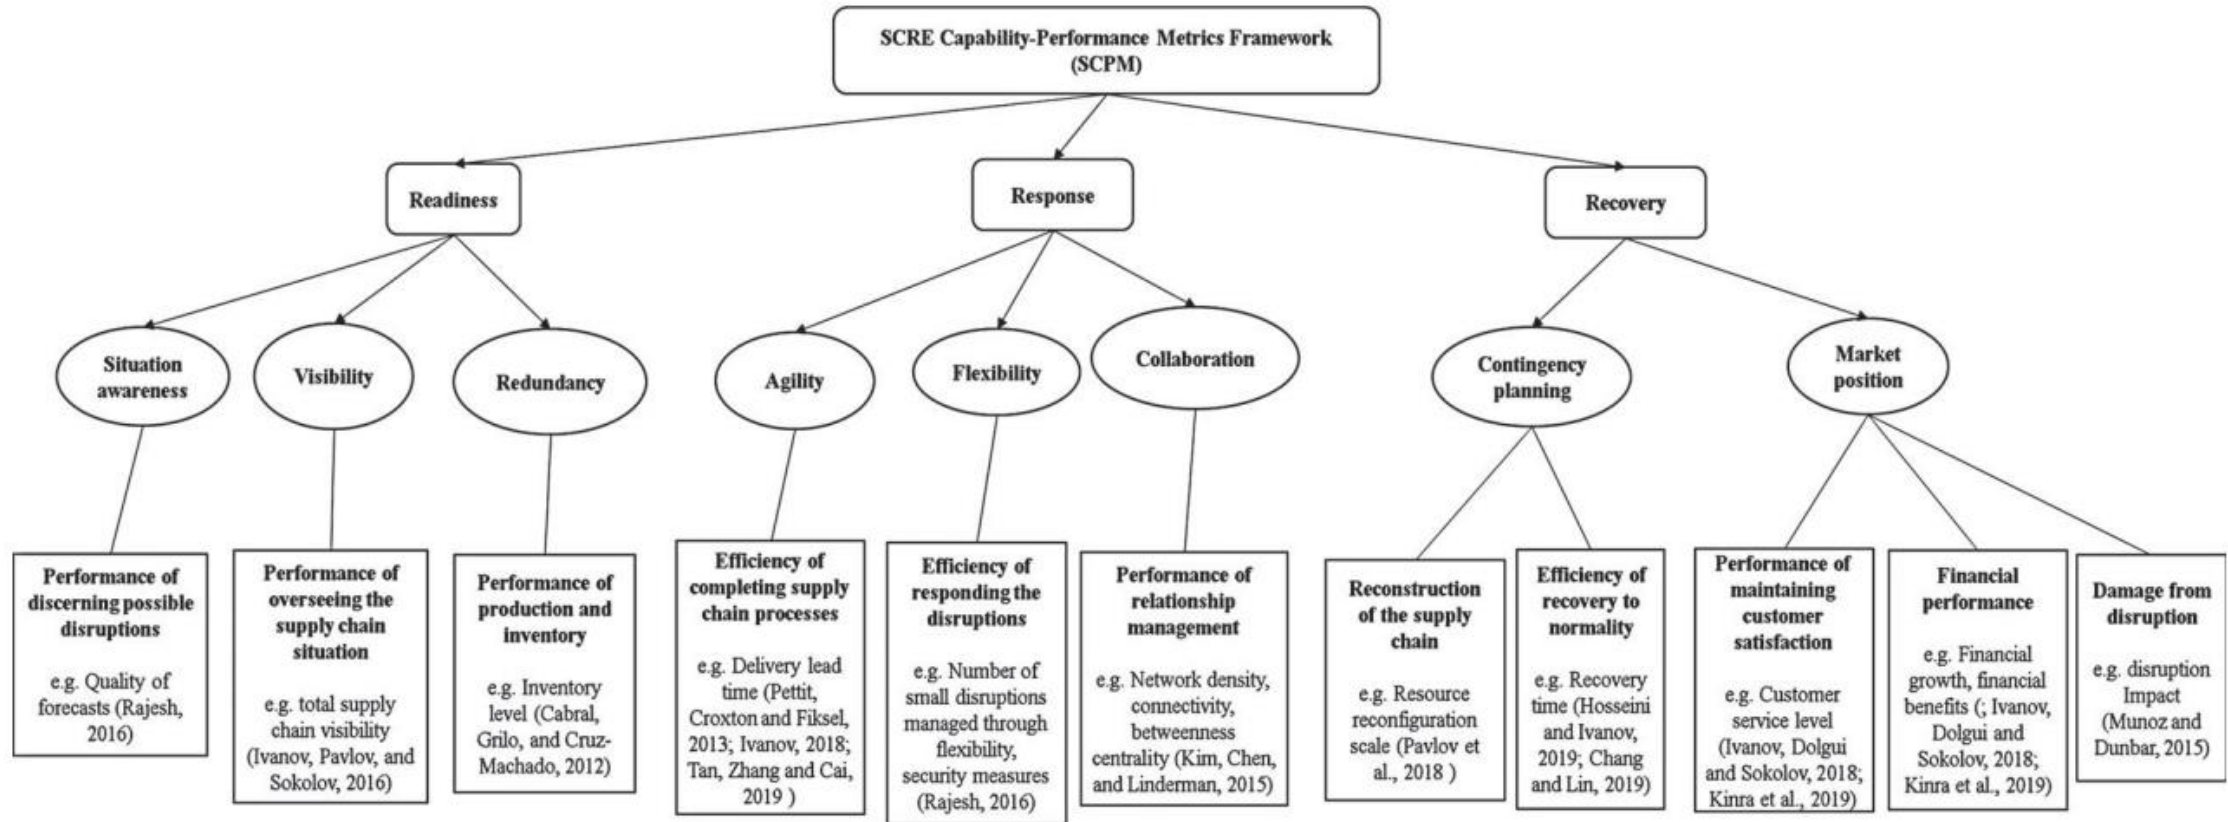 SCRE Capability-Performance Metrics Framework
(SCPM)
Readiness
Response
Recovery
Situation
awareness
Visibility
Redundancy
Agility
Flexibility
Collaboration
Contingency
planning
Market
position
Performance of
discerning possible
disruptions
e.g. Quality of
forecasts (Rajesh,
2016)
Performance of
overseeing the
supply chain
situation
e.g. total supply
chain visibility
(Ivanov, Pavlov, and
Sokolov, 2016)
Performance of
production and
inventory
e.g. Inventory
level (Cabral,
Grilo, and Cruz-
Machado, 2012)
Efficiency of
completing supply
chain processes
e.g. Delivery lead
time (Pettit,
Croxton and Fiksel,
2013; Ivanov, 2018;
Tan, Zhang and Cai,
2019 )
Efficiency of
responding the
disruptions
e.g. Number of
small disruptions
managed through
flexibility,
security measures
(Rajesh, 2016)
Performance of
relationship
management
e.g. Network density,
connectivity,
betweenness
centrality (Kim, Chen,
and Linderman, 2015)
Reconstruction
of the supply
chain
e.g. Resource
reconfiguration
scale (Pavlov et
al., 2018 )
Efficiency of
recovery to
normality
e.g. Recovery
time (Hosseini
and Ivanov,
2019; Chang
and Lin, 2019)
Performance of
maintaining
customer
satisfaction
e.g. Customer
service level
(Ivanov, Dolgui
and Sokolov, 2018;
Kinra et al., 2019)
Financial
performance
e.g. Financial
growth, financial
benefits (; Ivanov,
Dolgui and
Sokolov, 2018;
Kinra et al., 2019)
Damage from
disruption
e.g. disruption
Impact
(Munoz and
Dunbar, 2015)